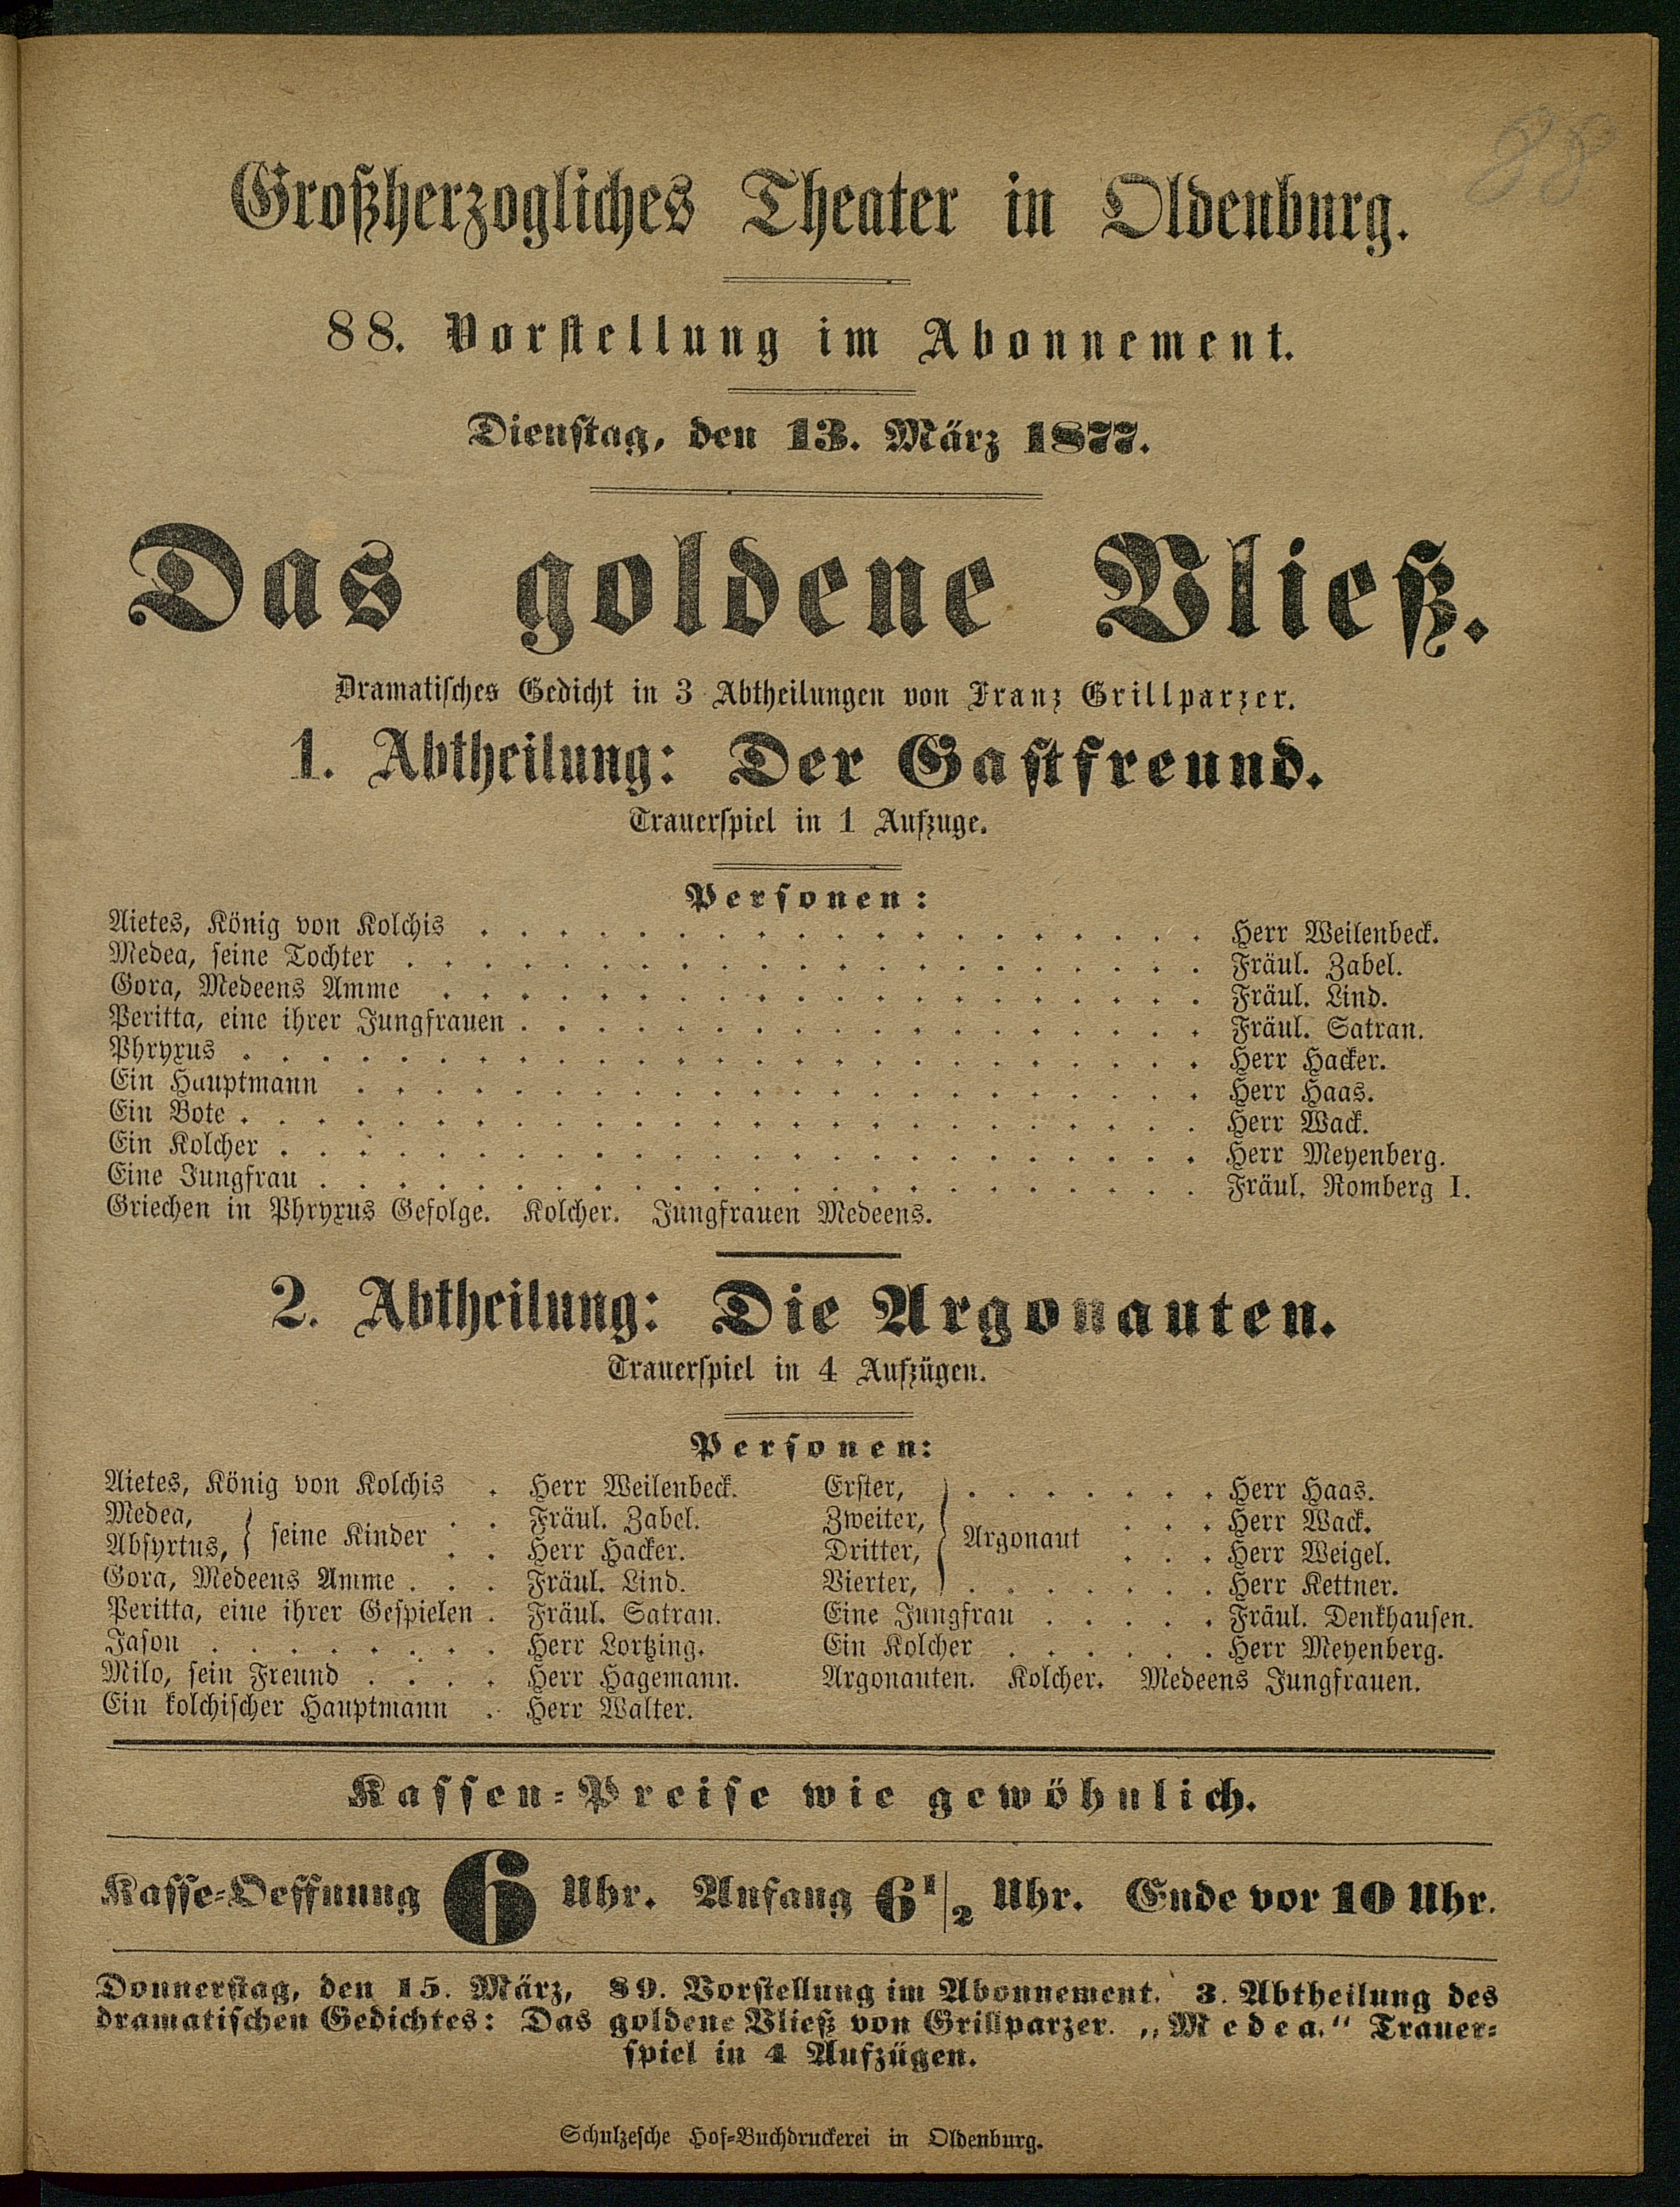 88
Großherzogliches Theater in Oldenburg.
88. Vorstellung im Abonnement.
Dienstag, den 13. März 1877.
Das goldene Vließ.
Dramatisches Gedicht in 3 Abtheilungen von Franz Grillparzer.
1. Abtheilung: Der Gastfreund.
Trauerspiel in 1 Aufzuge.
Personen:
Aietes, König von Kolchis . . . . . . . . . . . . . . . . . . . Herr Weilenbeck.
Medea, seine Tochter . . . . . . . . . . . . . . . . . . . . . Fräul. Zabel.
Gora, Medeens Amme . . . . . . . . . . . . . . . . . . . . Fräul. Lind.
Peritta, eine ihrer Jungfrauen . . . . . . . . . . . . . . . . . . Fräul. Satran.
Phryxus . . . . . . . . . . . . . . . . . . . . . . . . . Herr Hacker.
Ein Hauptmann . . . . . . . . . . . . . . . . . . . . . . Herr Haas.
Ein Bote . . . . . . . . . . . . . . . . . . . . . . . . . Herr Wack.
Ein Kolcher . . . . . . . . . . . . . . . . . . . . . . . . Herr Meyenberg.
Eine Jungfrau . . . . . . . . . . . . . . . . . . . . . . . Fräul. Romberg I.
Griechen in Phryxus Gefolge. Kolcher. Jungfrauen Medeens.
2. Abtheilung: Die Argonauten.
Trauerspiel in 4 Aufzügen.
Personen:
Aietes, König von Kolchis . Herr Weilenbeck.
Medea, } seine Kinder . . Fräul. Zabel.
Absyrtus, . . Herr Hacker.
Gora, Medeens Amme . . . Fräul. Lind.
Peritta, eine ihrer Gespielen . Fräul. Satran.
Jason . . . . . . . . Herr Lortzing.
Milo, sein Freund . . . . Herr Hagemann.
Ein kolchischer Hauptmann . Herr Walter.
Erster, . . . . . . . Herr Haas.
Zweiter, } Argonaut . . . Herr Wack.
Dritter, . . . Herr Weigel.
Vierter, . . . . . . . Herr Kettner.
Eine Jungfrau . . . . . Fräul. Denkhausen.
Ein Kolcher . . . . . . Herr Meyenberg.
Argonauten. Kolcher. Medeens Jungfrauen.
Kassen-Preise wie gewöhnlich.
Kasse-Oeffnung 6 Uhr. Anfang 6 1/2 Uhr. Ende vor 10 Uhr.
Donnerstag, den 15. März, 89. Vorstellung im Abonnement. 3. Abtheilung des
dramatischen Gedichtes: Das goldene Vließ von Grillparzer. „Medea.“ Trauer-
spiel in 4 Aufzügen.
Schulzesche Hof-Buchdruckerei in Oldenburg.